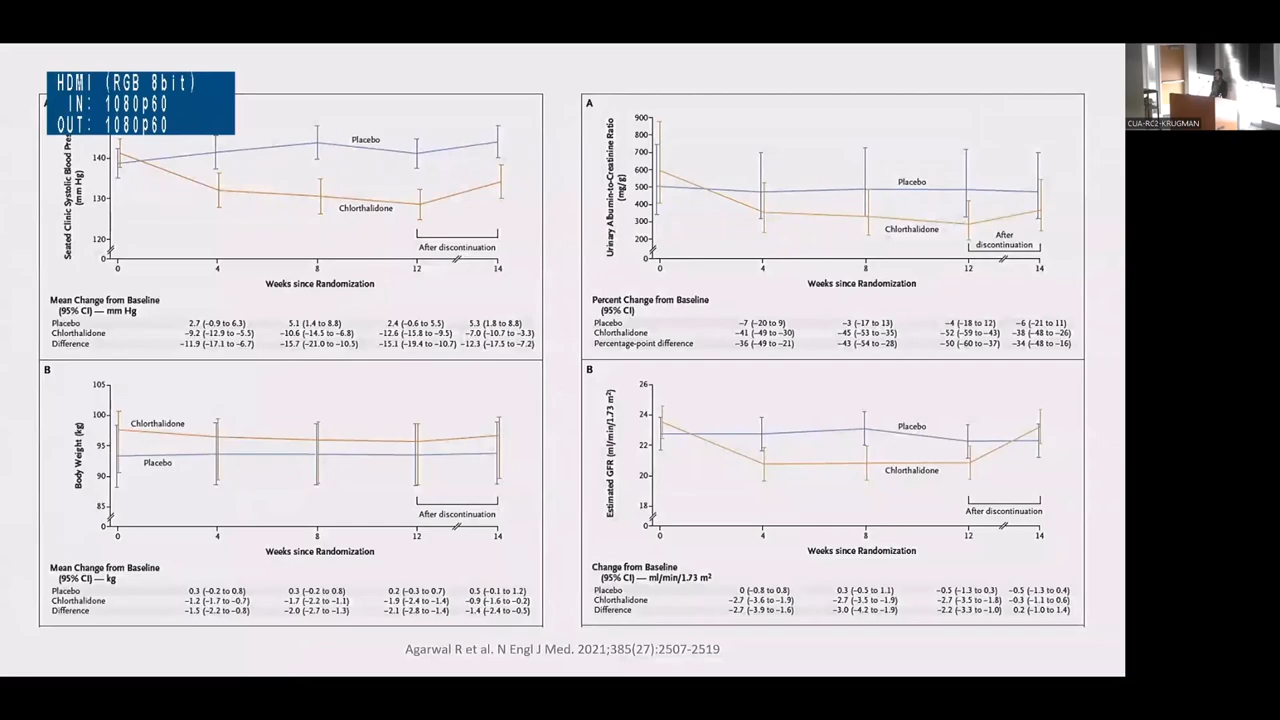 HDMI (RGB 8bit)
IN: 1080p60
OUT: 1080p60
Seated Clinic Systolic Blood
(mm Hg)
140
130
120
0
Placebo
Chlorthalidone
After discontinuation
0 4 8 12 14
Weeks since Randomization
Mean Change from Baseline
(95% CI) — mm Hg
Placebo 2.7 (−0.9 to 6.3) 5.1 (1.4 to 8.8) 2.4 (−0.6 to 5.5) 5.3 (1.8 to 8.8)
Chlorthalidone −9.2 (−12.9 to −5.5) −10.6 (−14.5 to −6.8) −12.6 (−15.8 to −9.5) −7.0 (−10.7 to −3.3)
Difference −11.9 (−17.1 to −6.7) −15.7 (−21.0 to −10.5) −15.1 (−19.4 to −10.7) −12.3 (−17.5 to −7.2)
B
Body Weight (kg)
105
100
95
90
85
0
Chlorthalidone
Placebo
After discontinuation
0 4 8 12 14
Weeks since Randomization
Mean Change from Baseline
(95% CI) — kg
Placebo 0.3 (−0.2 to 0.8) 0.3 (−0.2 to 0.8) 0.2 (−0.3 to 0.7) 0.5 (−0.1 to 1.2)
Chlorthalidone −1.2 (−1.7 to −0.7) −1.7 (−2.2 to −1.1) −1.9 (−2.4 to −1.4) −0.9 (−1.6 to −0.2)
Difference −1.5 (−2.2 to −0.8) −2.0 (−2.7 to −1.3) −2.1 (−2.8 to −1.4) −1.4 (−2.4 to −0.5)
A
Urinary Albumin-to-Creatinine Ratio
(mg/g)
900
800
700
600
500
400
300
200
0
Placebo
Chlorthalidone
After
discontinuation
0 4 8 12 14
Weeks since Randomization
Percent Change from Baseline
(95% CI)
Placebo −7 (−20 to 9) −3 (−17 to 13) −4 (−18 to 12) −6 (−21 to 11)
Chlorthalidone −41 (−49 to −30) −45 (−53 to −35) −52 (−59 to −43) −38 (−48 to −26)
Percentage-point difference −36 (−49 to −21) −43 (−54 to −28) −50 (−60 to −37) −34 (−48 to −16)
B
Estimated GFR (ml/min/1.73 m²)
26
24
22
20
18
0
Placebo
Chlorthalidone
After discontinuation
0 4 8 12 14
Weeks since Randomization
Change from Baseline
(95% CI) — ml/min/1.73 m²
Placebo 0 (−0.8 to 0.8) 0.3 (−0.5 to 1.1) −0.5 (−1.3 to 0.3) −0.5 (−1.3 to 0.4)
Chlorthalidone −2.7 (−3.6 to −1.9) −2.7 (−3.5 to −1.9) −2.7 (−3.5 to −1.8) −0.3 (−1.1 to 0.6)
Difference −2.7 (−3.9 to −1.6) −3.0 (−4.2 to −1.9) −2.2 (−3.3 to −1.0) 0.2 (−1.0 to 1.4)
Agarwal R et al. N Engl J Med. 2021;385(27):2507-2519
CUA-RC2-KRUGMAN